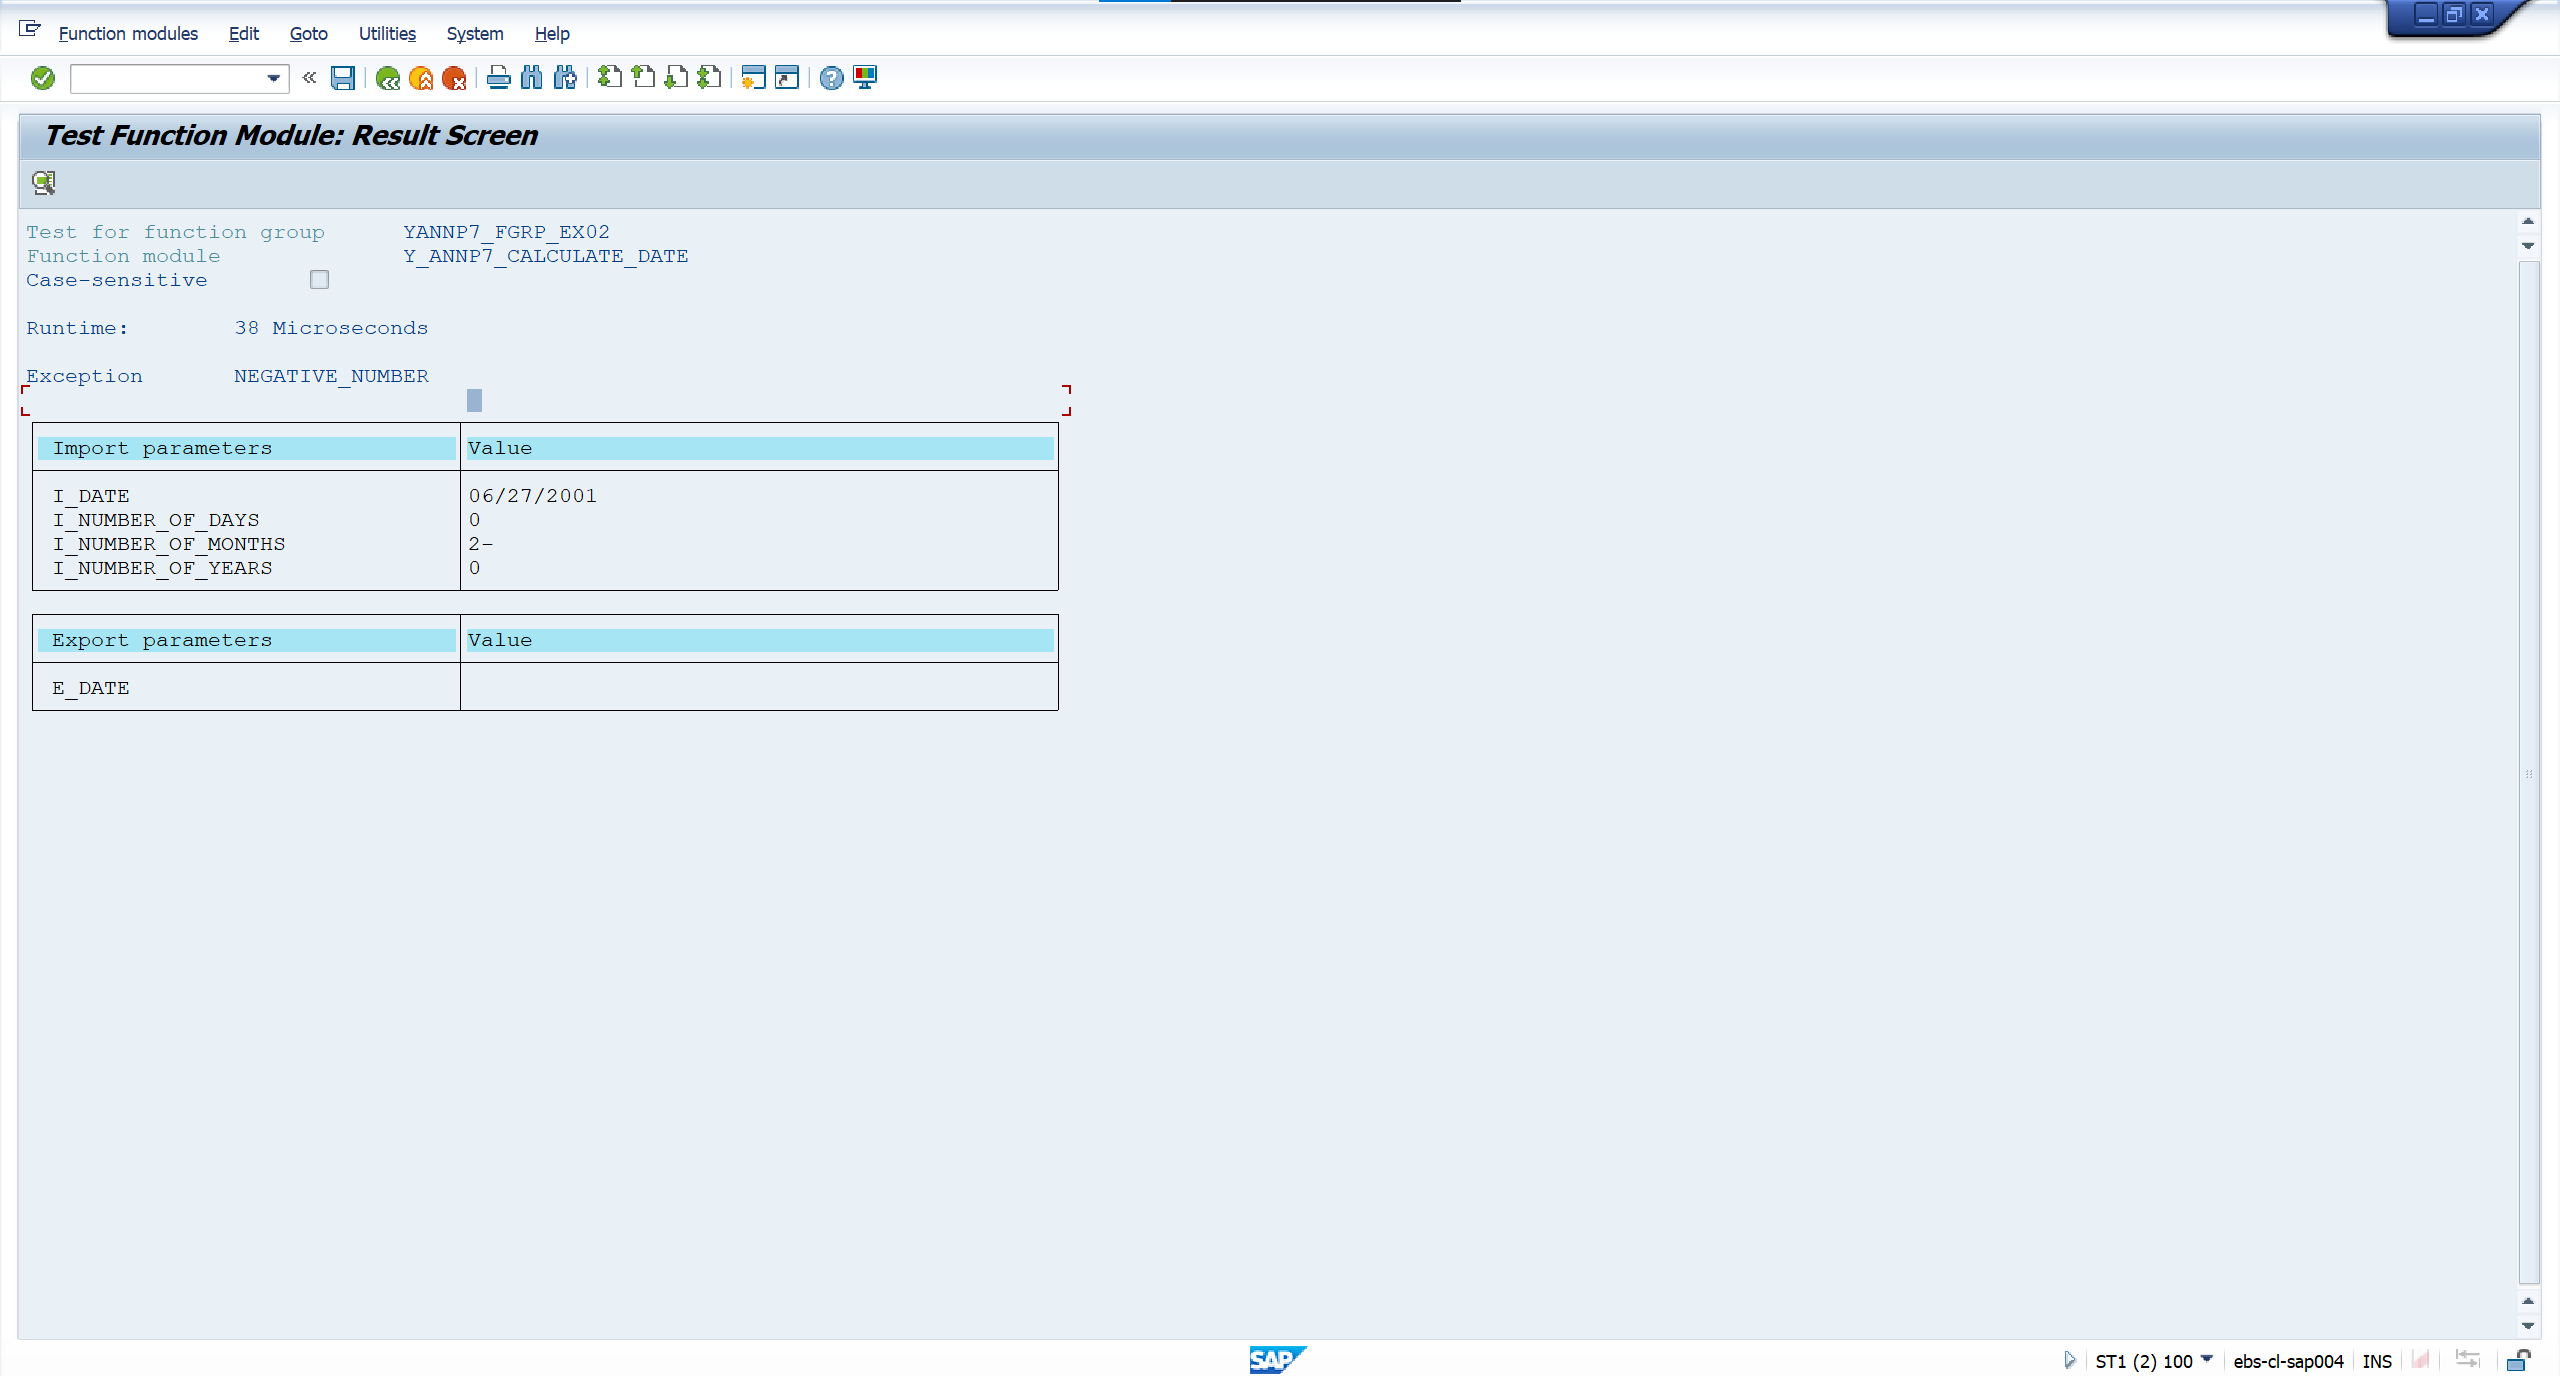 Function modules Edit Goto Utilities System Help
Test Function Module: Result Screen
Test for function group YANNP7_FGRP_EX02
Function module Y_ANNP7_CALCULATE_DATE
Case-sensitive
Runtime: 38 Microseconds
Exception NEGATIVE_NUMBER
Import parameters Value
I_DATE 06/27/2001
I_NUMBER_OF_DAYS 0
I_NUMBER_OF_MONTHS 2-
I_NUMBER_OF_YEARS 0
Export parameters Value
E_DATE
SAP ST1 (2) 100 ebs-cl-sap004 INS